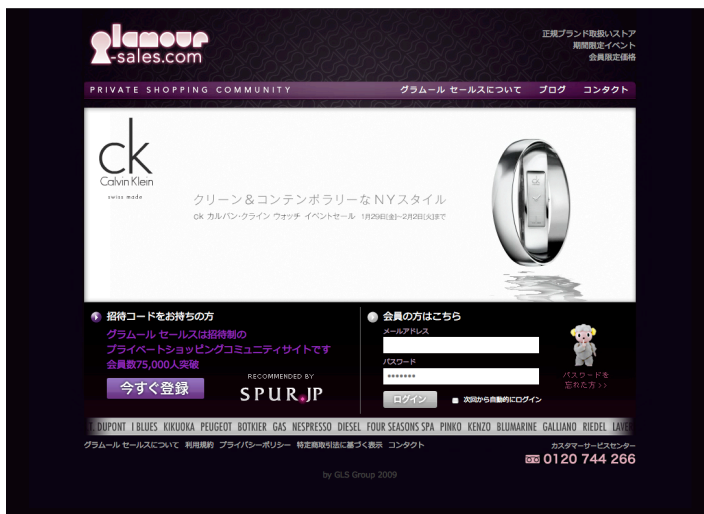 glamour
-sales.com
正規ブランド取扱いストア
期間限定イベント
会員限定価格
PRIVATE SHOPPING COMMUNITY
グラムール セールスについて ブログ コンタクト
ck
Calvin Klein
swiss made
クリーン＆コンテンポラリーなNYスタイル
ck カルバン・クライン ウォッチ イベントセール 1月29日[金]~2月2日[火]まで
招待コードをお持ちの方
グラムール セールスは招待制の
プライベートショッピングコミュニティサイトです
会員数75,000人突破
今すぐ登録
RECOMMENDED BY
SPUR.JP
会員の方はこちら
メールアドレス
パスワード
ログイン
次回から自動的にログイン
パスワードを
忘れた方>>
T. DUPONT I BLUES KIKUOKA PEUGEOT BOTKIER GAS NESPRESSO DIESEL FOUR SEASONS SPA PINKO KENZO BLUMARINE GALLIANO RIEDEL LAVER
グラムール セールスについて 利用規約 プライバシーポリシー 特定商取引法に基づく表示 コンタクト
カスタマーサービスセンター
0120 744 266
by GLS Group 2009